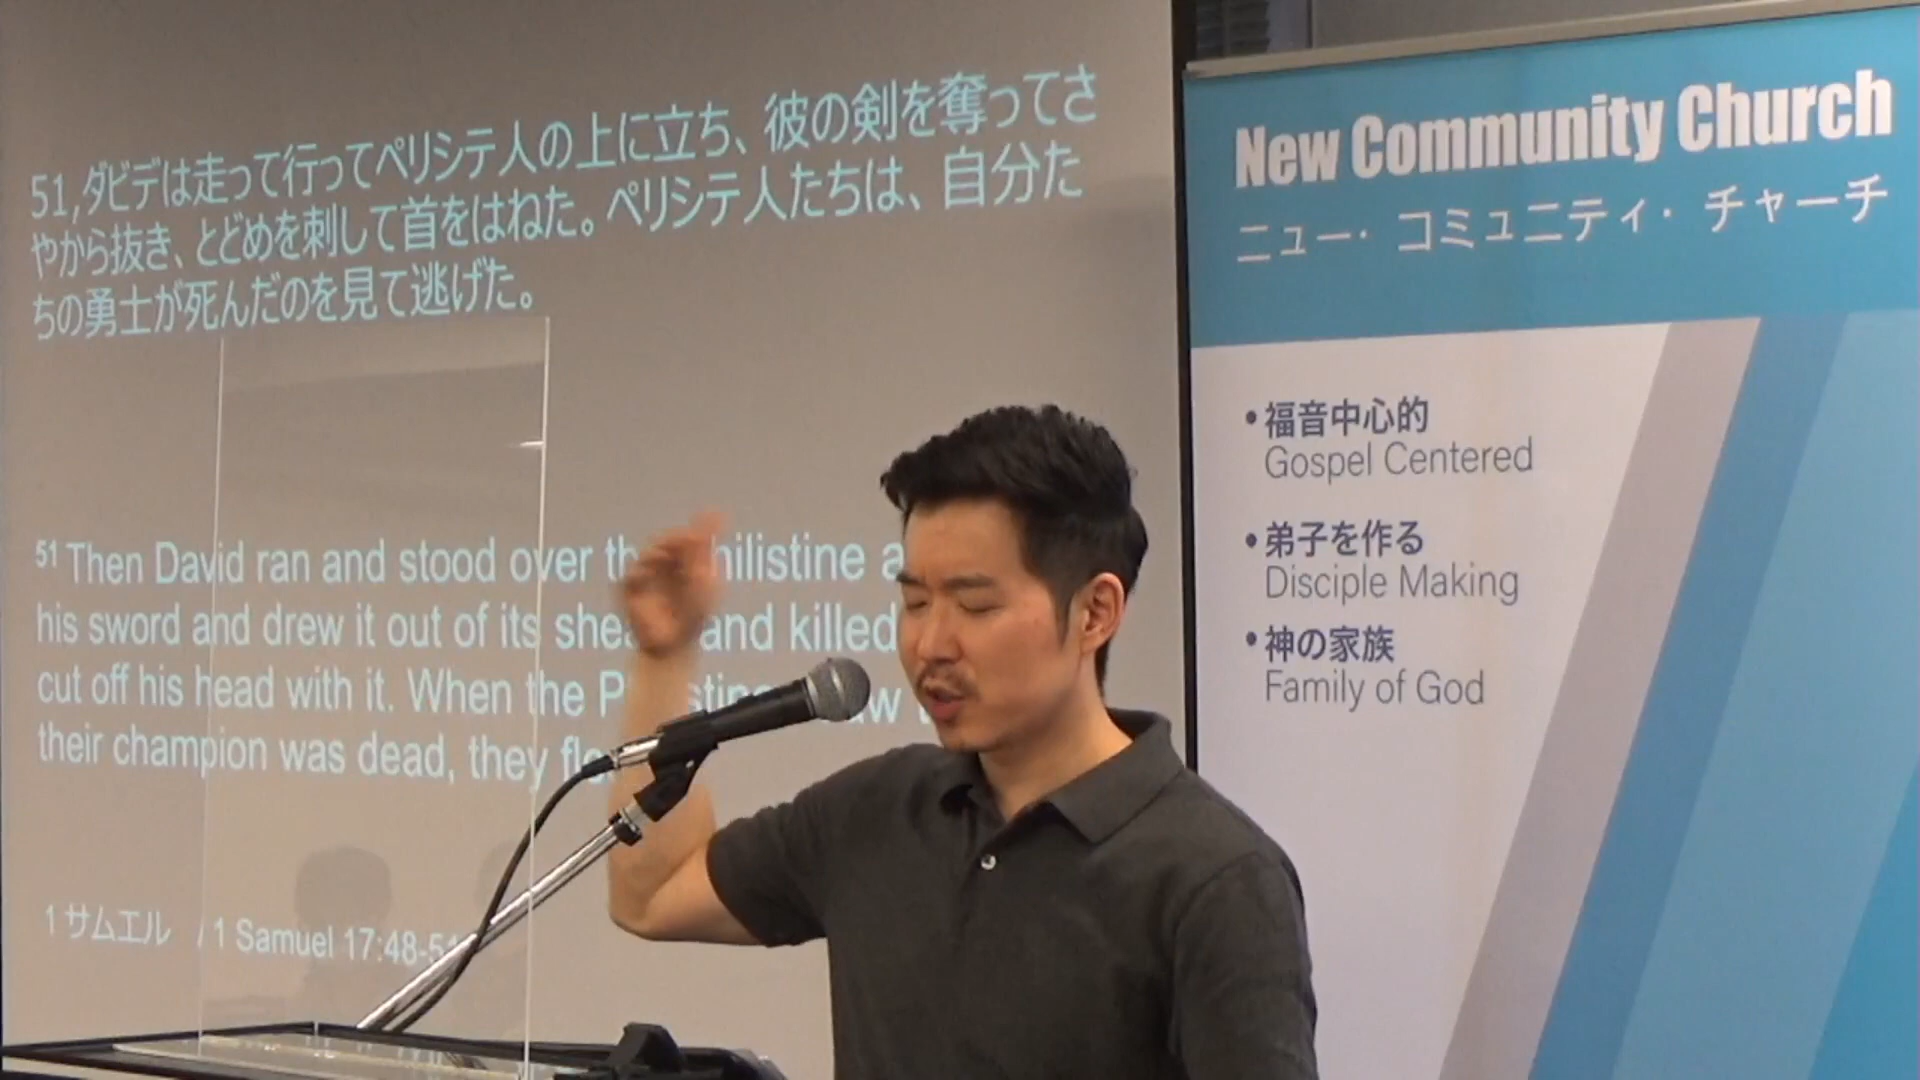 51,ダビデは走って行ってペリシテ人の上に立ち、彼の剣を奪ってさ
やから抜き、とどめを刺して首をはねた。ペリシテ人たちは、自分た
ちの勇士が死んだのを見て逃げた。
51 Then David ran and stood over
his sword and drew it out of its and killed
cut off his head with it. When the
their champion was dead, they
1 サムエル / 1 Samuel 17:48-51
New Community Church
ニュー・コミュニティ・チャーチ
•福音中心的
Gospel Centered
•弟子を作る
Disciple Making
•神の家族
Family of God